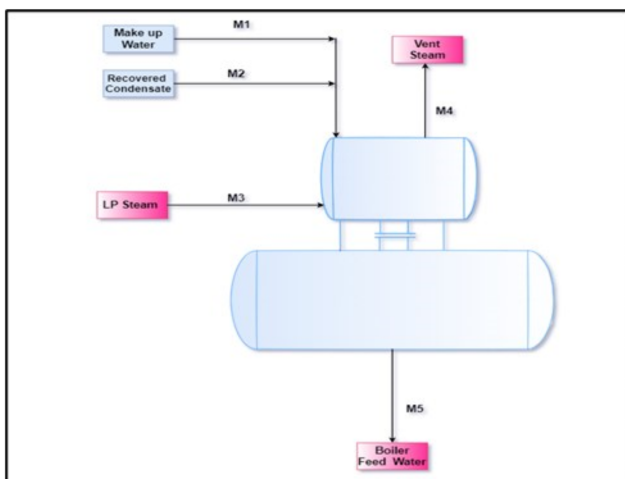 M1
Make up
Water
Vent
Steam
M2
Recovered
Condensate
M4
M3
LP Steam
M5
Boiler
Feed Water